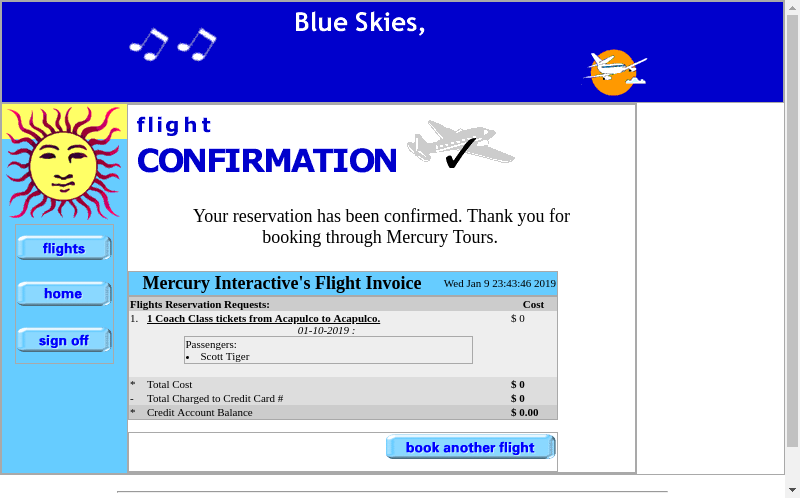 Blue Skies,
flight
CONFIRMATION
Your reservation has been confirmed. Thank you for
booking through Mercury Tours.
flights
home
sign off
Mercury Interactive's Flight Invoice Wed Jan 9 23:43:46 2019
Flights Reservation Requests: Cost
1. 1 Coach Class tickets from Acapulco to Acapulco. $ 0
01-10-2019 :
Passengers:
• Scott Tiger
* Total Cost $ 0
- Total Charged to Credit Card # $ 0
* Credit Account Balance $ 0.00
book another flight